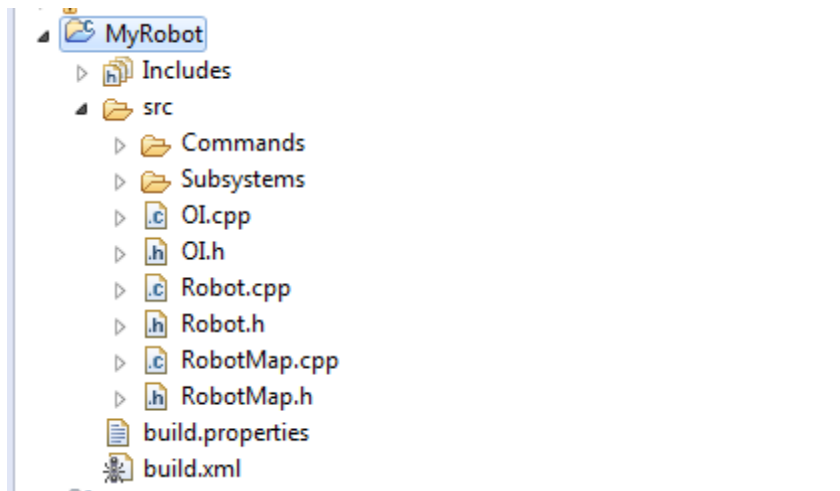 MyRobot
Includes
src
Commands
Subsystems
OI.cpp
OI.h
Robot.cpp
Robot.h
RobotMap.cpp
RobotMap.h
build.properties
build.xml